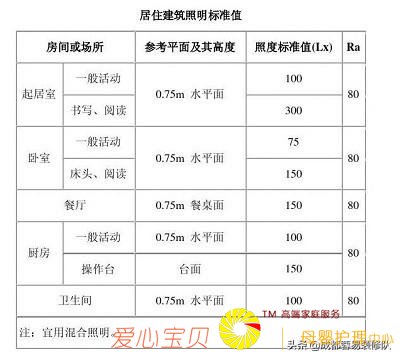 居住建筑照明标准值
房间或场所 参考平面及其高度 照度标准值(Lx) Ra
起居室 一般活动 0.75m 水平面 100 80
书写、阅读 300
卧室 一般活动 0.75m 水平面 75 80
床头、阅读 150
餐厅 0.75m 餐桌面 150 80
厨房 一般活动 0.75m 水平面 100 80
操作台 台面 150
卫生间 0.75m 水平面 100 80
注：宜用混合照明。
爱心宝贝
TM 高端家庭服务
母婴护理中心
头条@成都馨易装修队